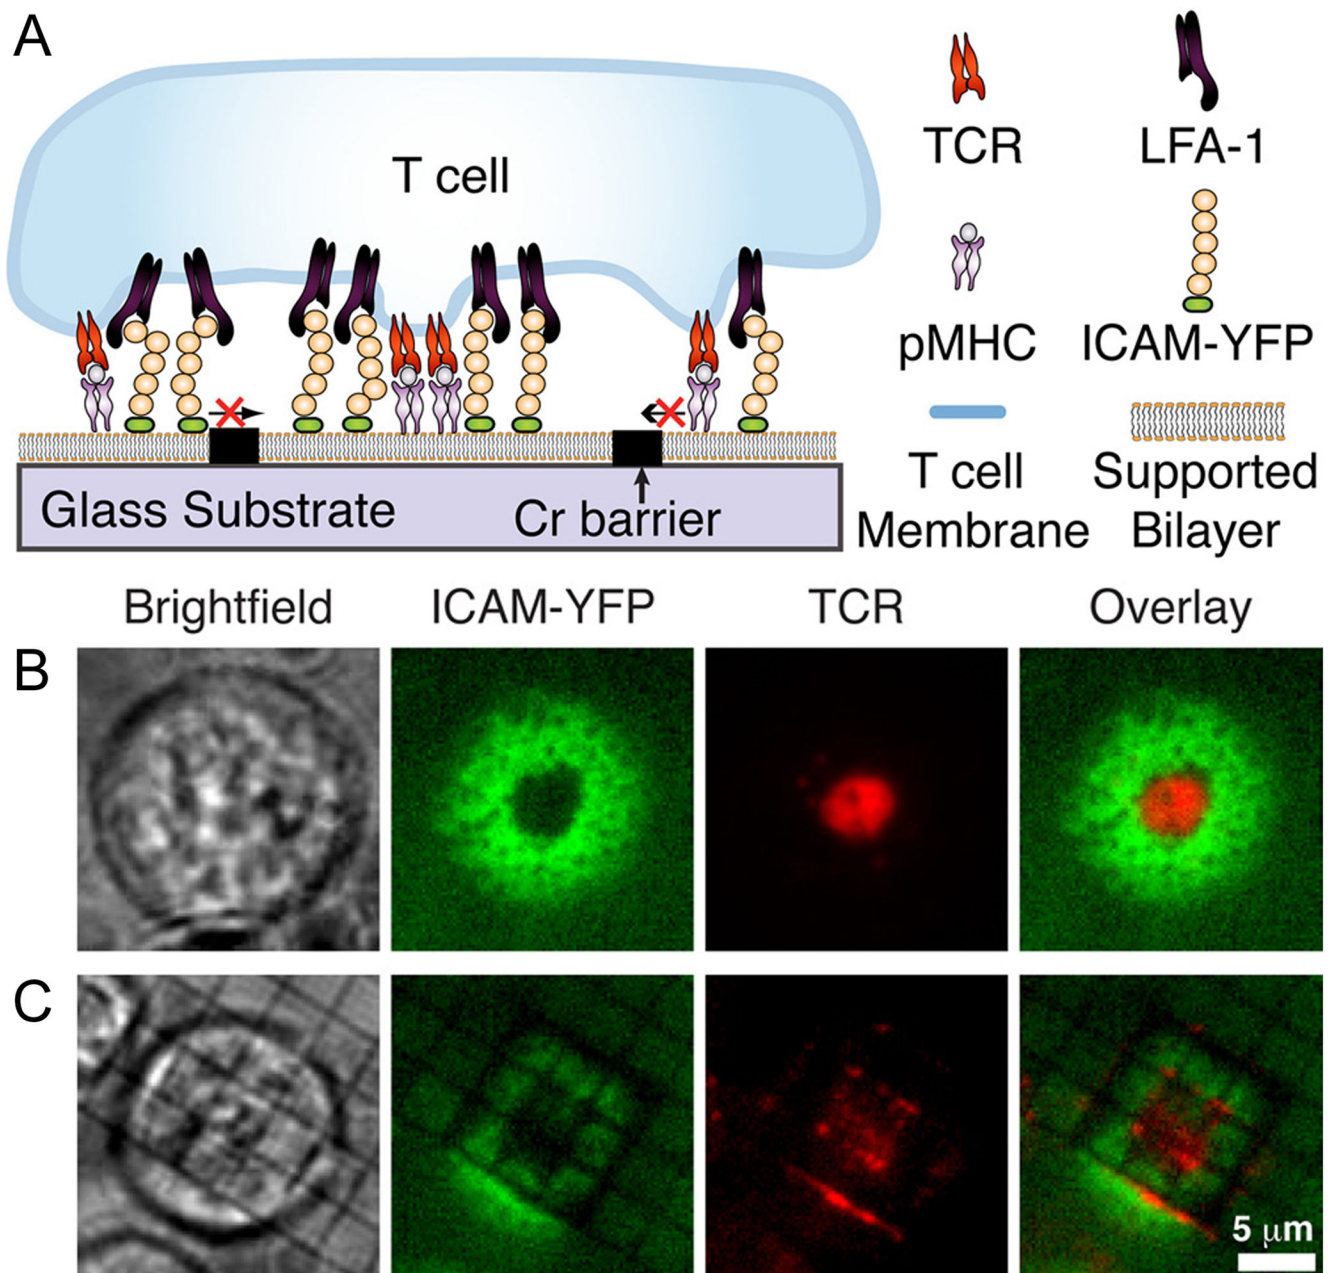 A
T cell
TCR
LFA-1
pMHC
ICAM-YFP
T cell
Membrane
Supported
Bilayer
Glass Substrate
Cr barrier
Brightfield
ICAM-YFP
TCR
Overlay
B
C
5 μm